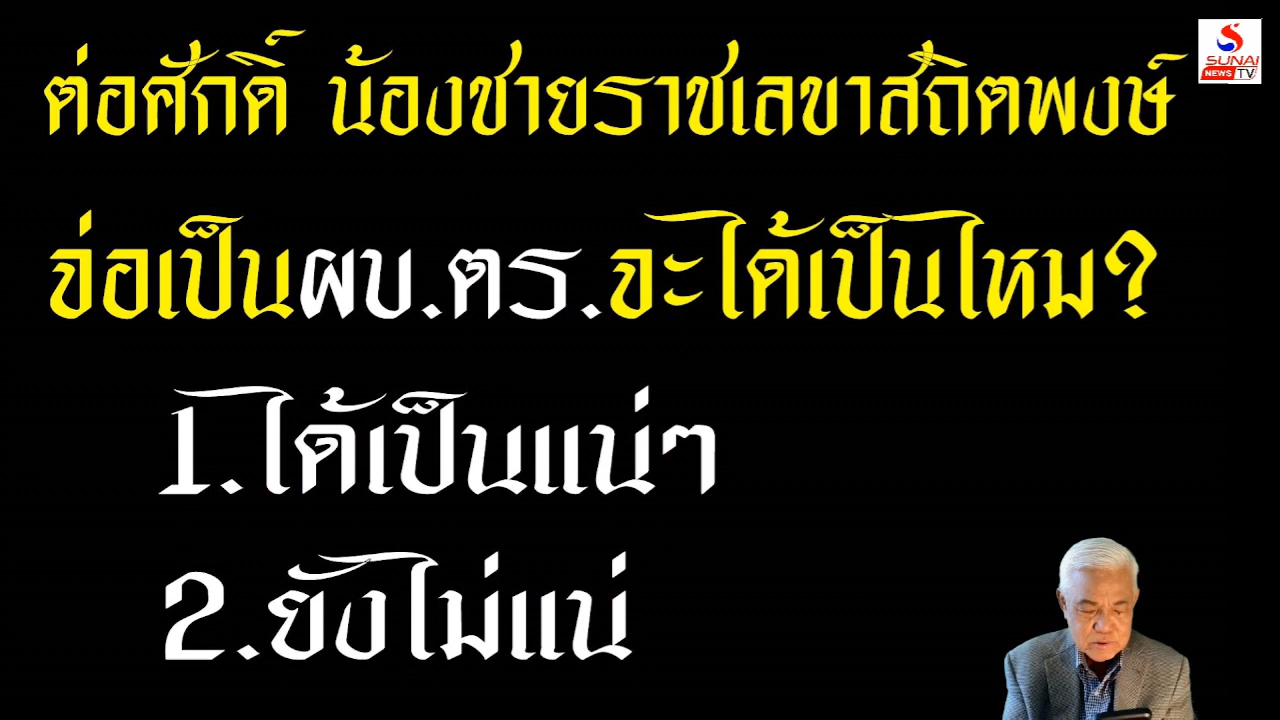 ต่อศักดิ์ น้องชายราชเลขาสถิตพงษ์
SUNAI
NEWS TV
จ่อเป็นผบ.ตร.จะได้เป็นไหม?
1.ได้เป็นแน่ๆ
2.ยังไม่แน่